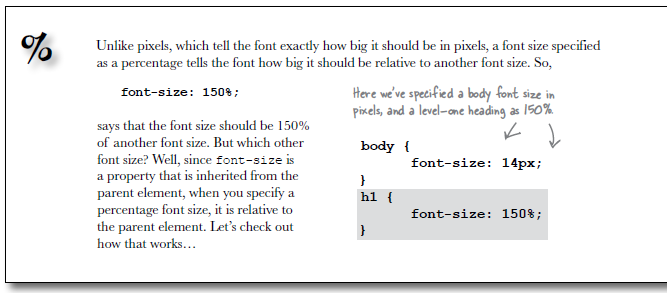 %
Unlike pixels, which tell the font exactly how big it should be in pixels, a font size specified
as a percentage tells the font how big it should be relative to another font size. So,
font-size: 150%;
says that the font size should be 150%
of another font size. But which other
font size? Well, since font-size is
a property that is inherited from the
parent element, when you specify a
percentage font size, it is relative to
the parent element. Let's check out
how that works…
Here we've specified a body font size in
pixels, and a level-one heading as 150%.
body {
font-size: 14px;
}
h1 {
font-size: 150%;
}